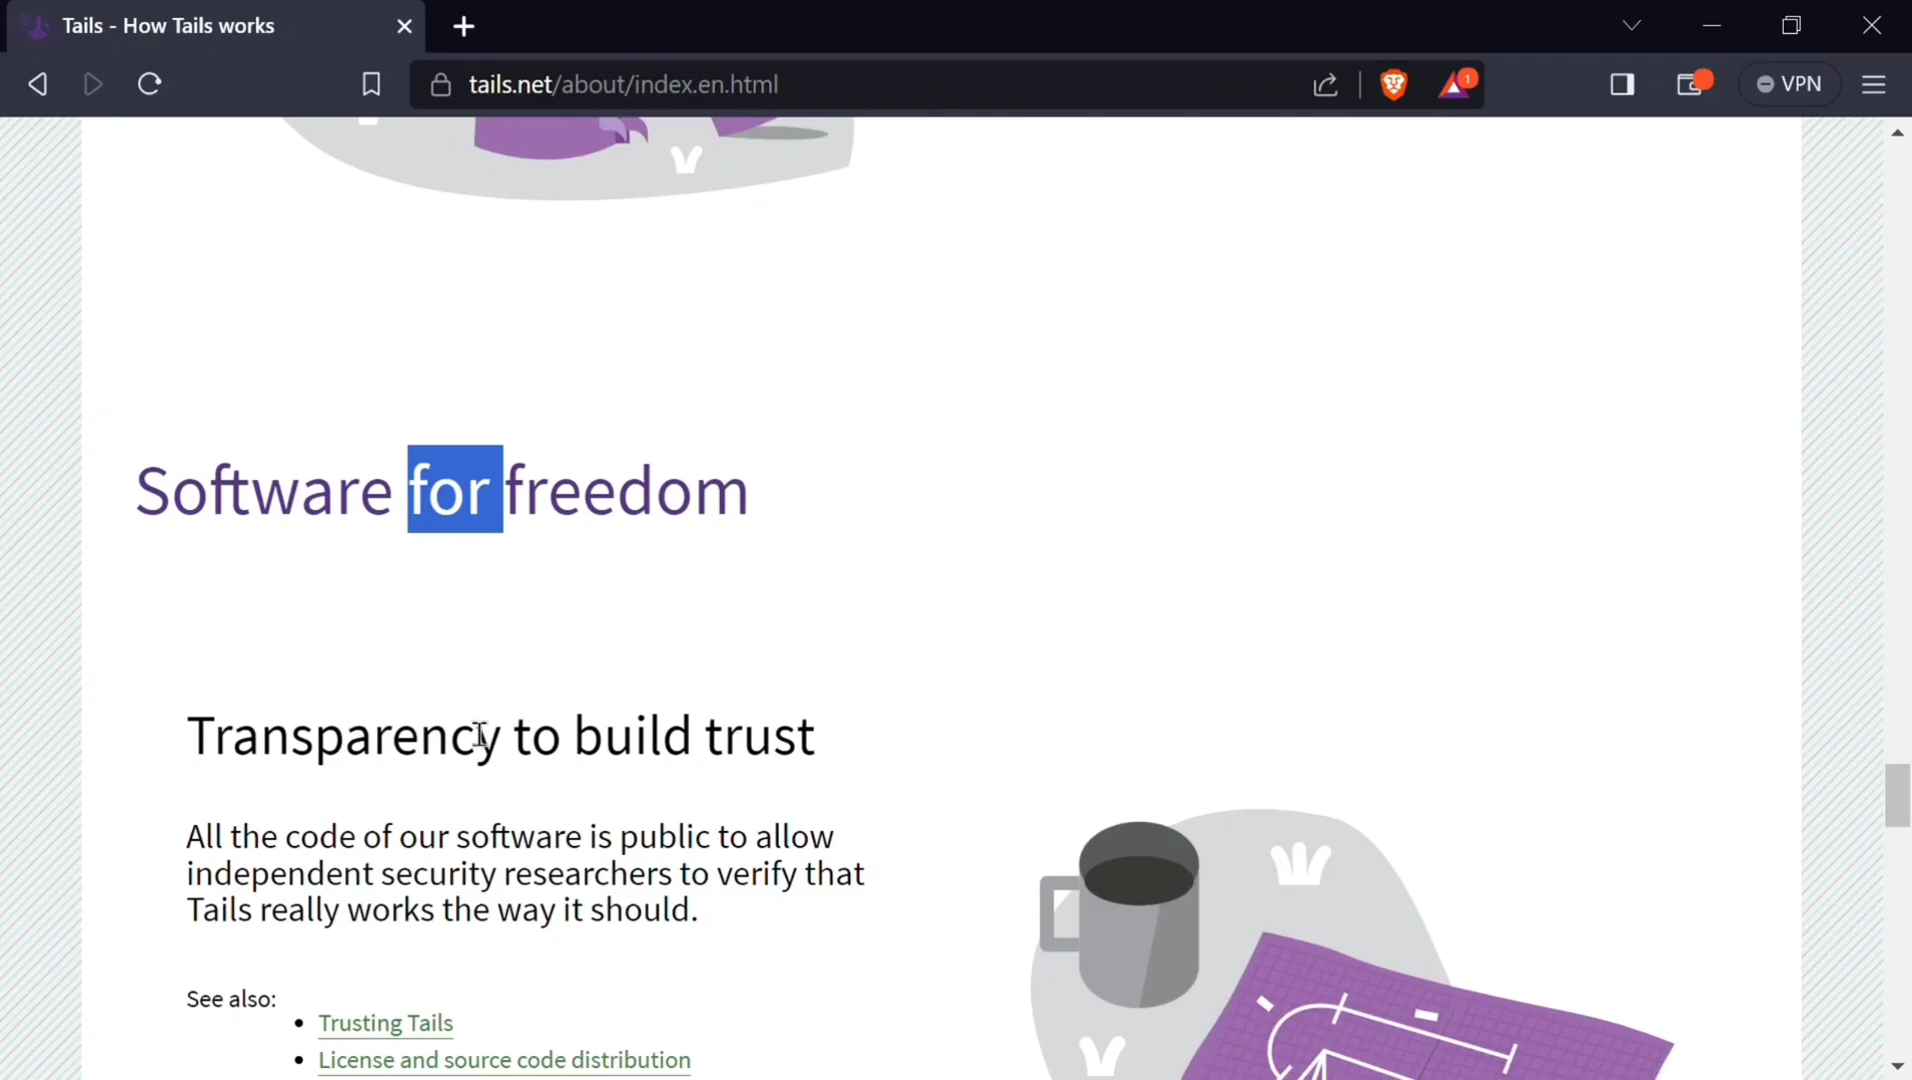 Tails - How Tails works
tails.net/about/index.en.html
1
VPN
Software for freedom
Transparency to build trust
All the code of our software is public to allow
independent security researchers to verify that
Tails really works the way it should.
See also:
Trusting Tails
License and source code distribution